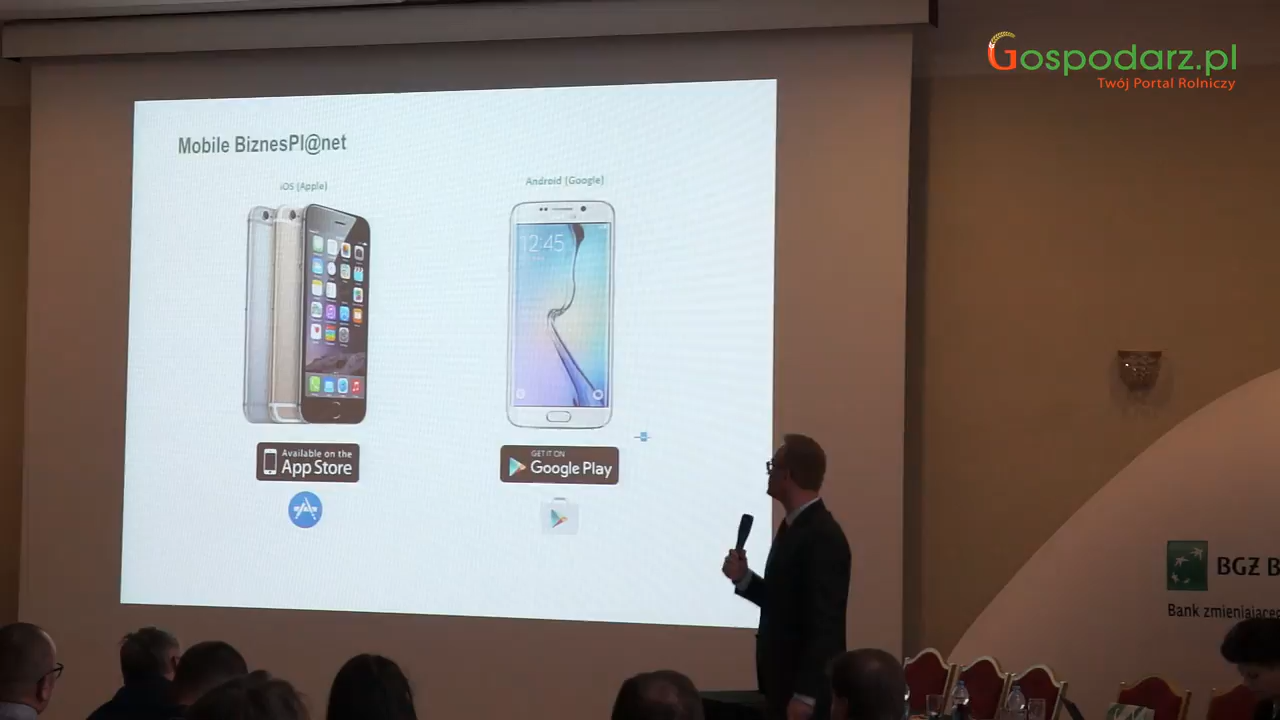 Gospodarz.pl
Twój Portal Rolniczy
Mobile BiznesPl@net
iOS (Apple)
Android (Google)
12:45
Available on the
App Store
GET IT ON
Google Play
BGŻ B
Bank zmieniające